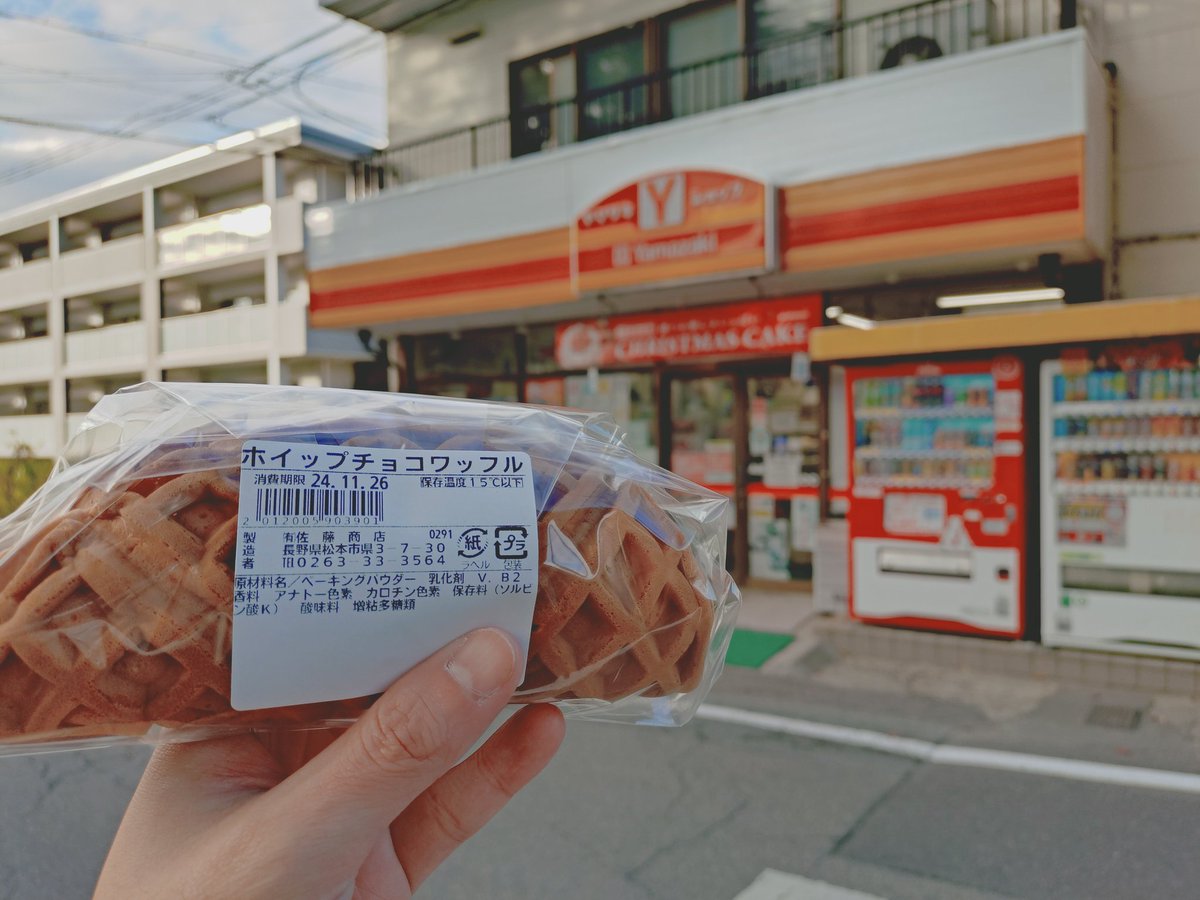 ヤマザキ
Y
ショップ
Yamazaki
CHRISTMAS CAKE
ホイップチョコワッフル
消費期限 24.11.26 保存温度15℃以下
2 012005 903901
製造者
㈲佐藤商店 0291
長野県松本市県3-7-30
℡0263-33-3564
紙 プラ
ラベル 包装
原材料名／ベーキングパウダー 乳化剤 V．B2
香料 アナトー色素 カロチン色素 保存料（ソルビ
ン酸K） 酸味料 増粘多糖類